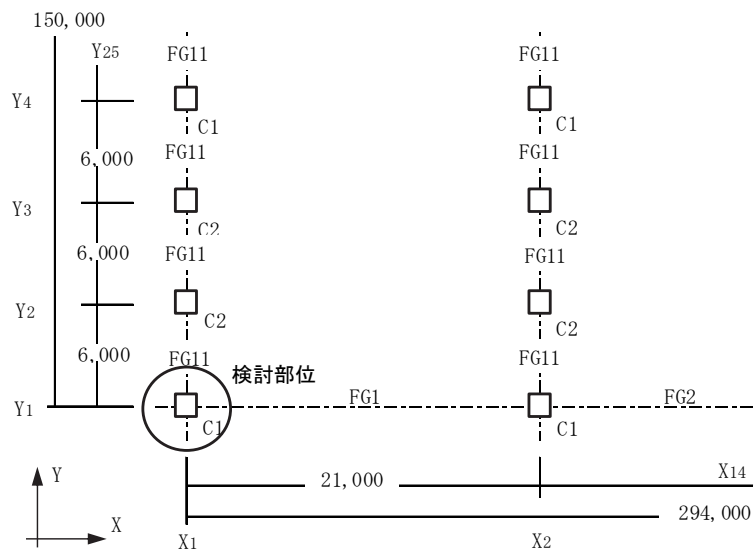 150,000
Y25
FG11
FG11
Y4
C1
C1
6,000
FG11
FG11
Y3
C2
C2
6,000
FG11
FG11
Y2
C2
C2
6,000
FG11
検討部位
FG11
Y1
C1
FG1
C1
FG2
Y
X
21,000
X14
294,000
X1
X2